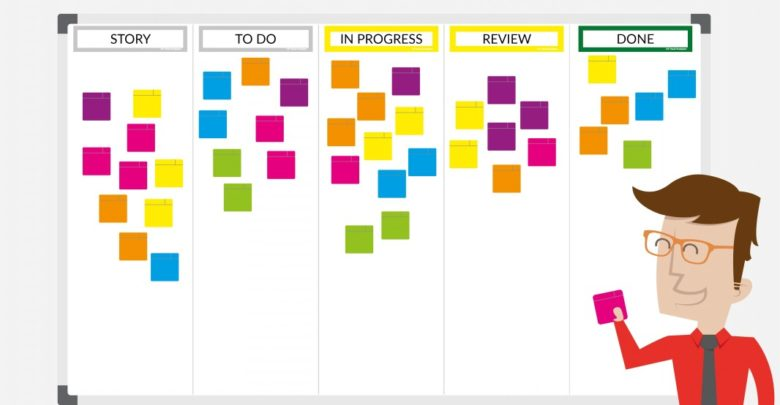 STORY
TO DO
IN PROGRESS
REVIEW
DONE